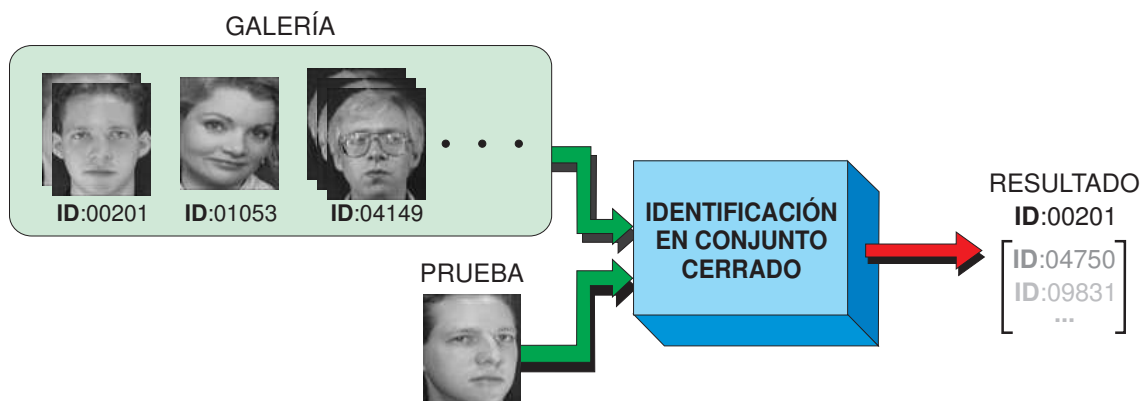 GALERÍA
ID:00201
ID:01053
ID:04149
. . .
PRUEBA
IDENTIFICACIÓN
EN CONJUNTO
CERRADO
RESULTADO
ID:00201
ID:04750
ID:09831
...